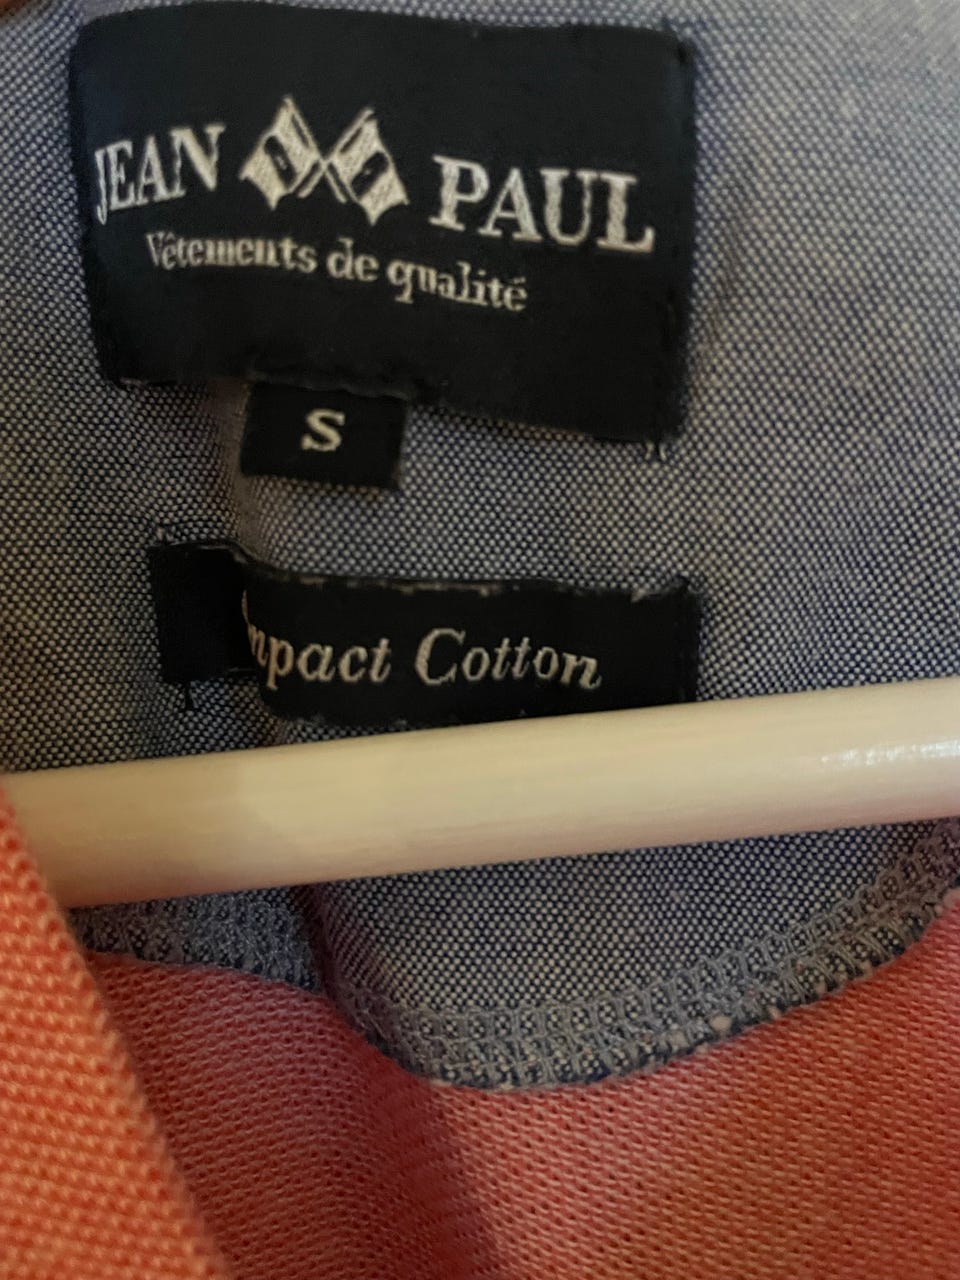 JEAN PAUL
Vêtements de qualité
S
mpact Cotton